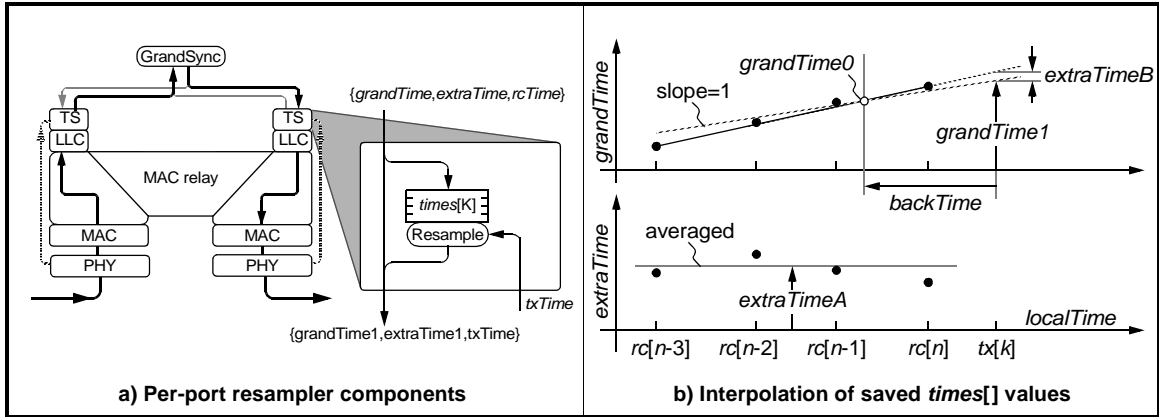 GrandSync
TS
LLC
TS
LLC
MAC relay
MAC
MAC
PHY
PHY
{grandTime,extraTime,rcTime}
times[K]
Resample
txTime
{grandTime1,extraTime1,txTime}
a) Per-port resampler components
grandTime
slope=1
grandTime0
extraTimeB
grandTime1
backTime
extraTime
averaged
extraTimeA
localTime
rc[n-3]
rc[n-2]
rc[n-1]
rc[n]
tx[k]
b) Interpolation of saved times[] values